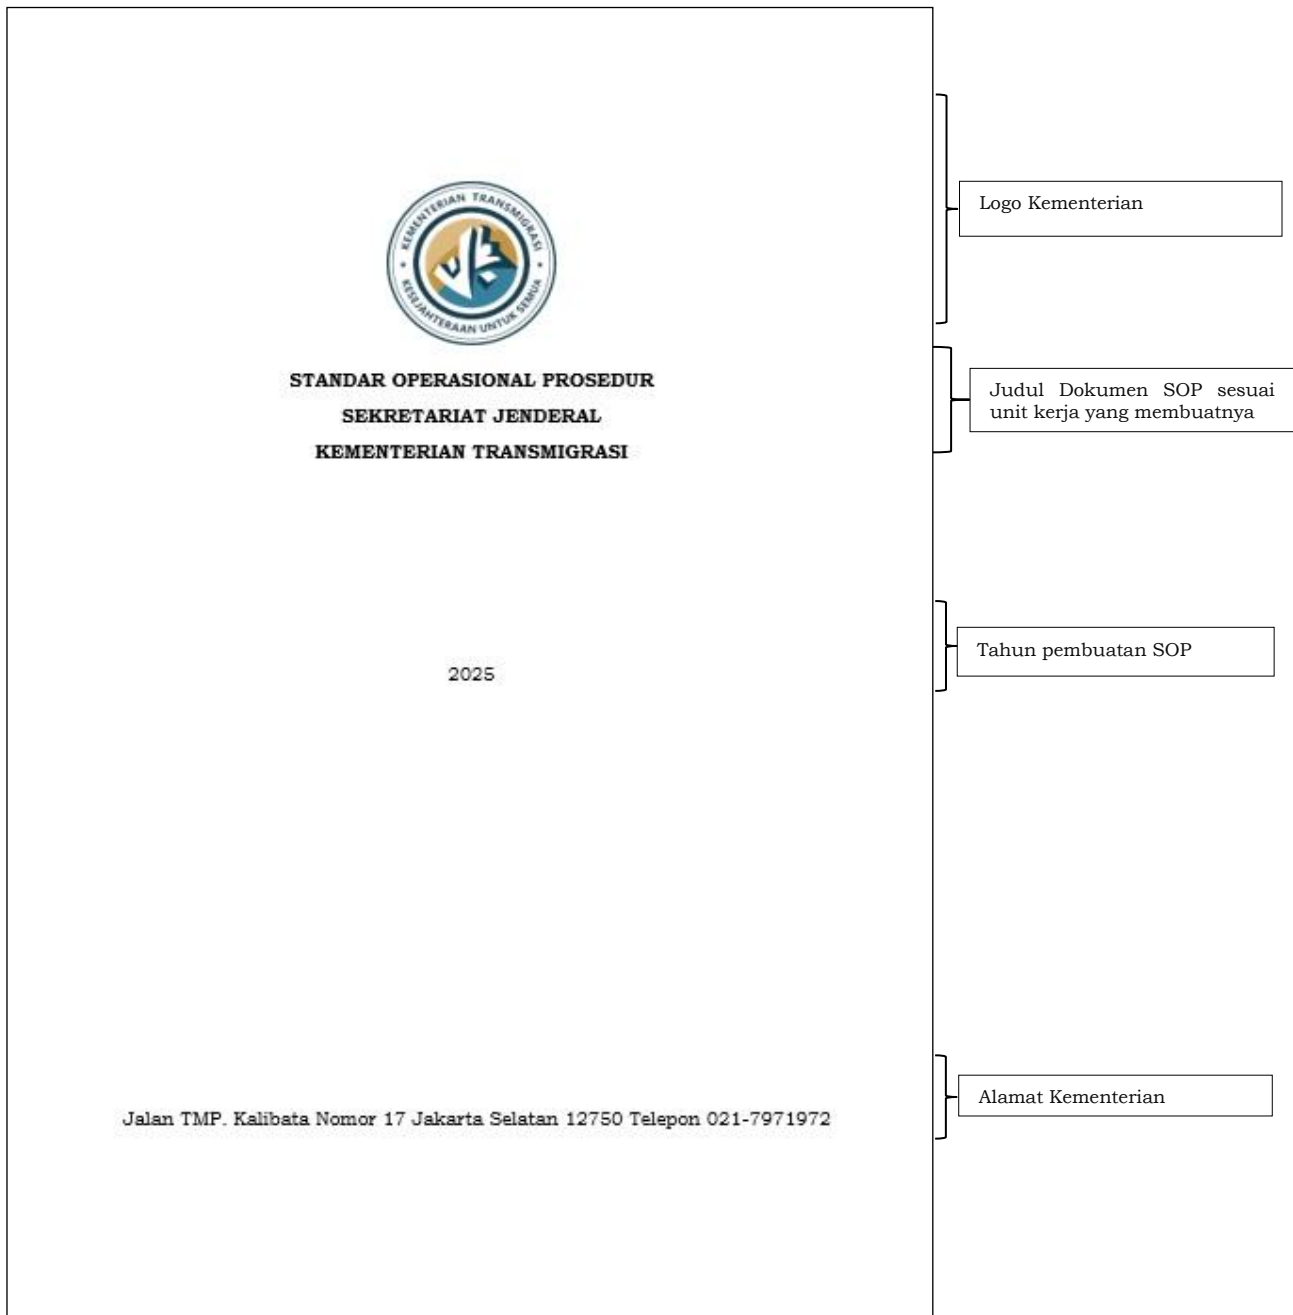 KEMENTERIAN TRANSMIGRASI
KESEJAHTERAAN UNTUK SEMUA
Logo Kementerian
STANDAR OPERASIONAL PROSEDUR
SEKRETARIAT JENDERAL
KEMENTERIAN TRANSMIGRASI
Judul Dokumen SOP sesuai
unit kerja yang membuatnya
2025
Tahun pembuatan SOP
Jalan TMP. Kalibata Nomor 17 Jakarta Selatan 12750 Telepon 021-7971972
Alamat Kementerian